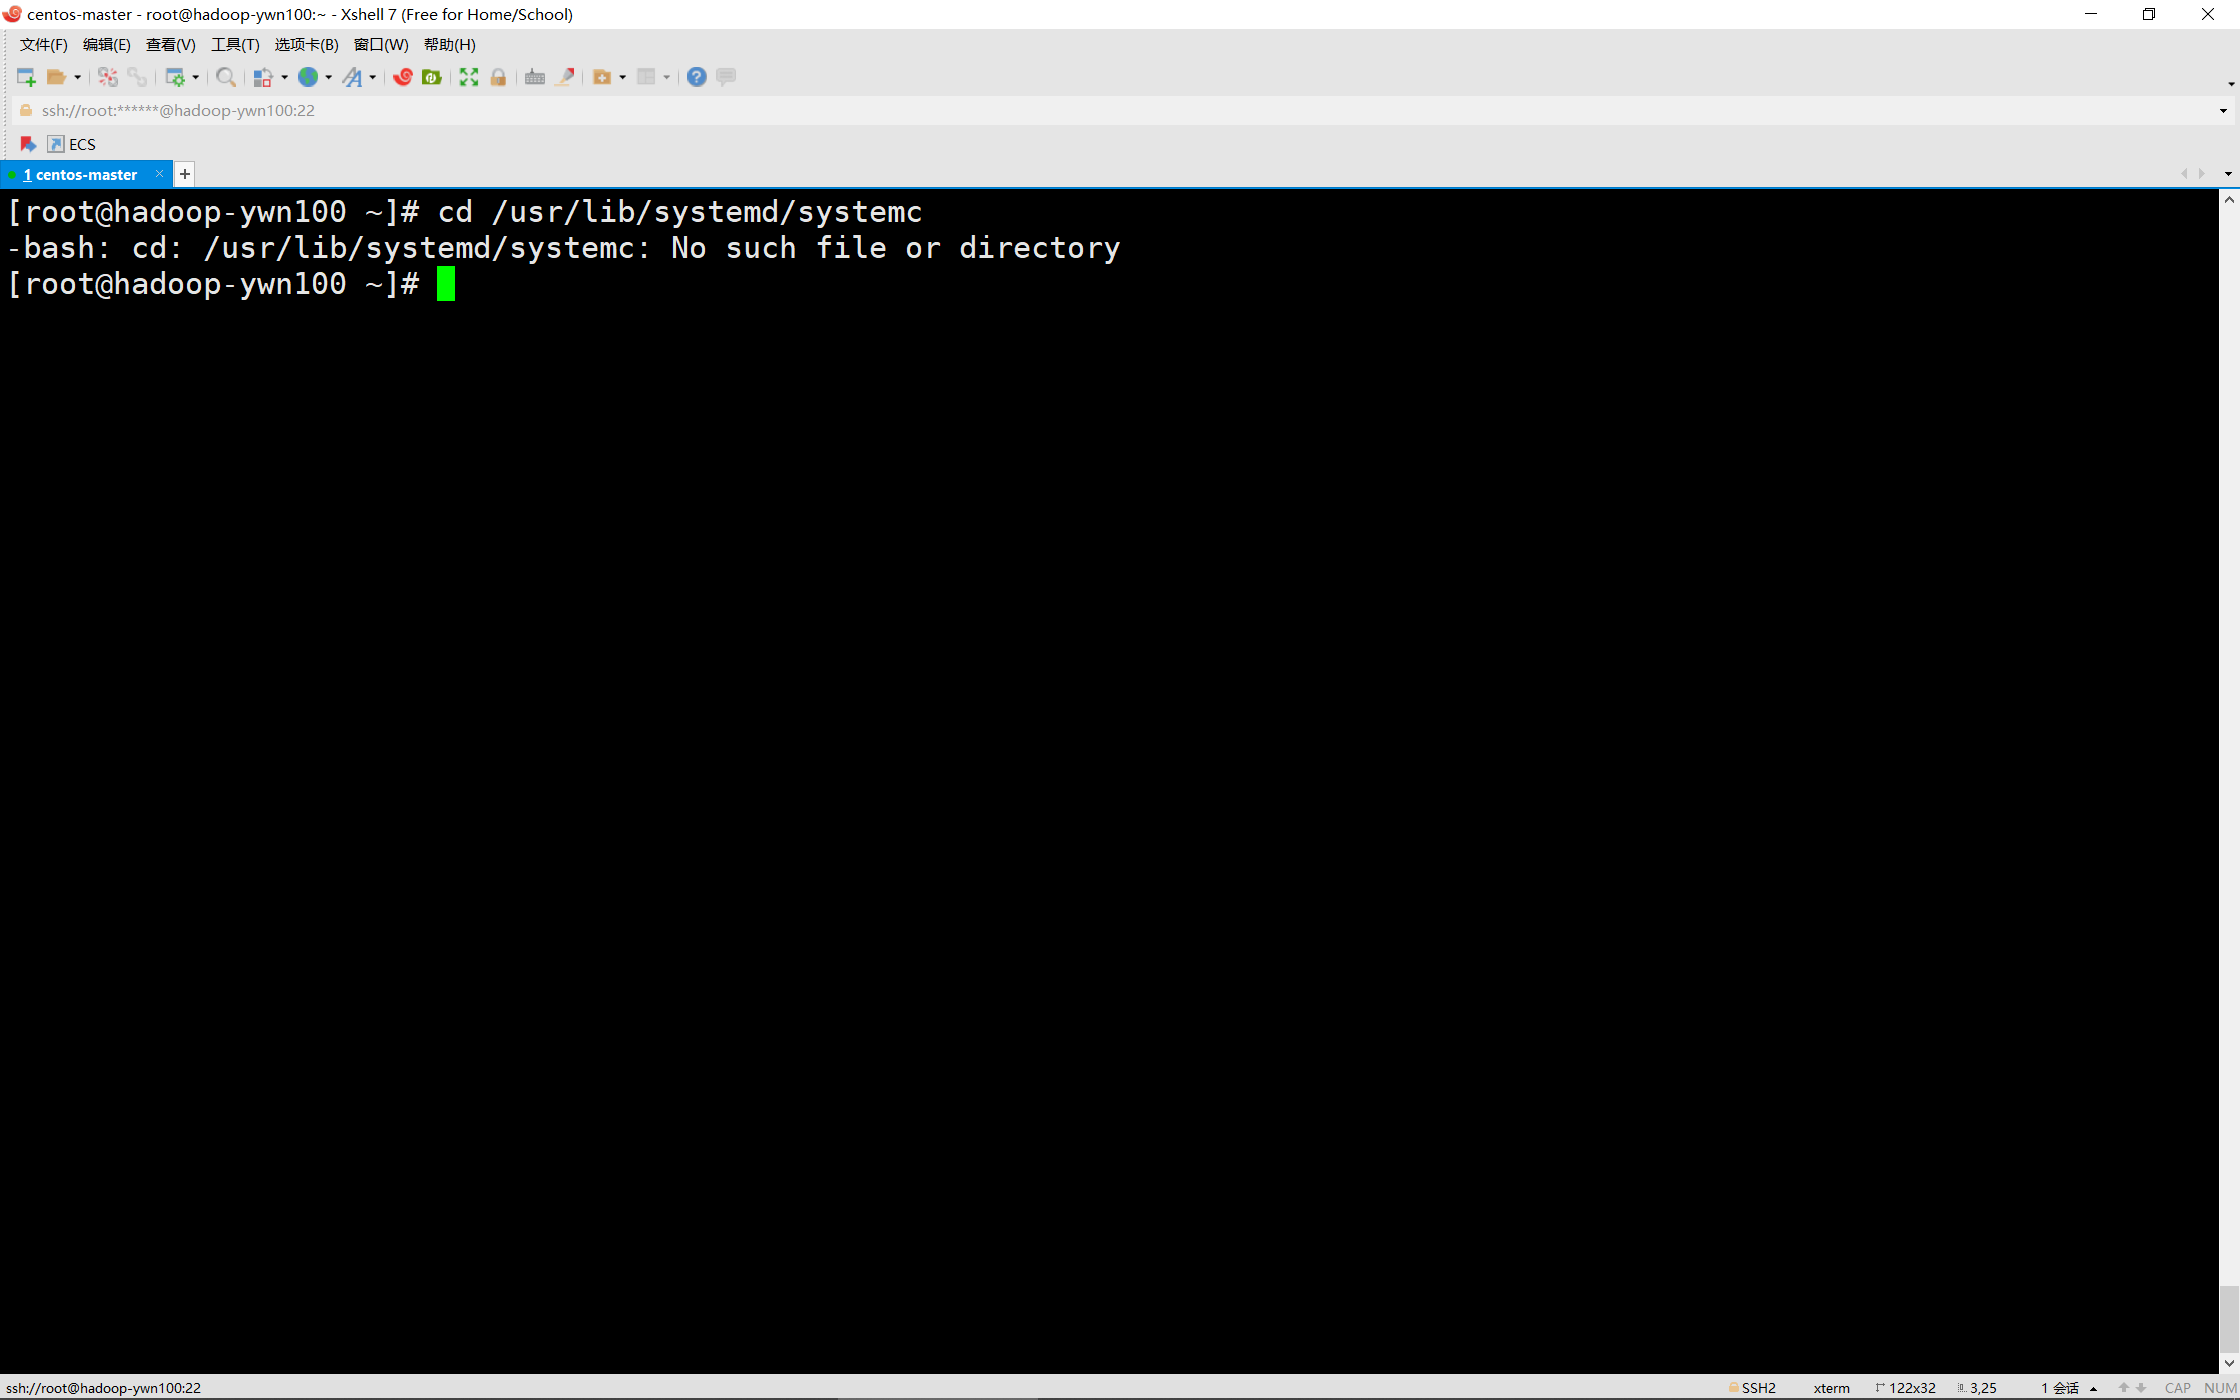 centos-master - root@hadoop-ywn100:~ - Xshell 7 (Free for Home/School)
文件(F) 编辑(E) 查看(V) 工具(T) 选项卡(B) 窗口(W) 帮助(H)
ssh://root:******@hadoop-ywn100:22
ECS
1 centos-master
[root@hadoop-ywn100 ~]# cd /usr/lib/systemd/systemc
-bash: cd: /usr/lib/systemd/systemc: No such file or directory
[root@hadoop-ywn100 ~]#
ssh://root@hadoop-ywn100:22 SSH2 xterm 122x32 3,25 1 会话 CAP NUM